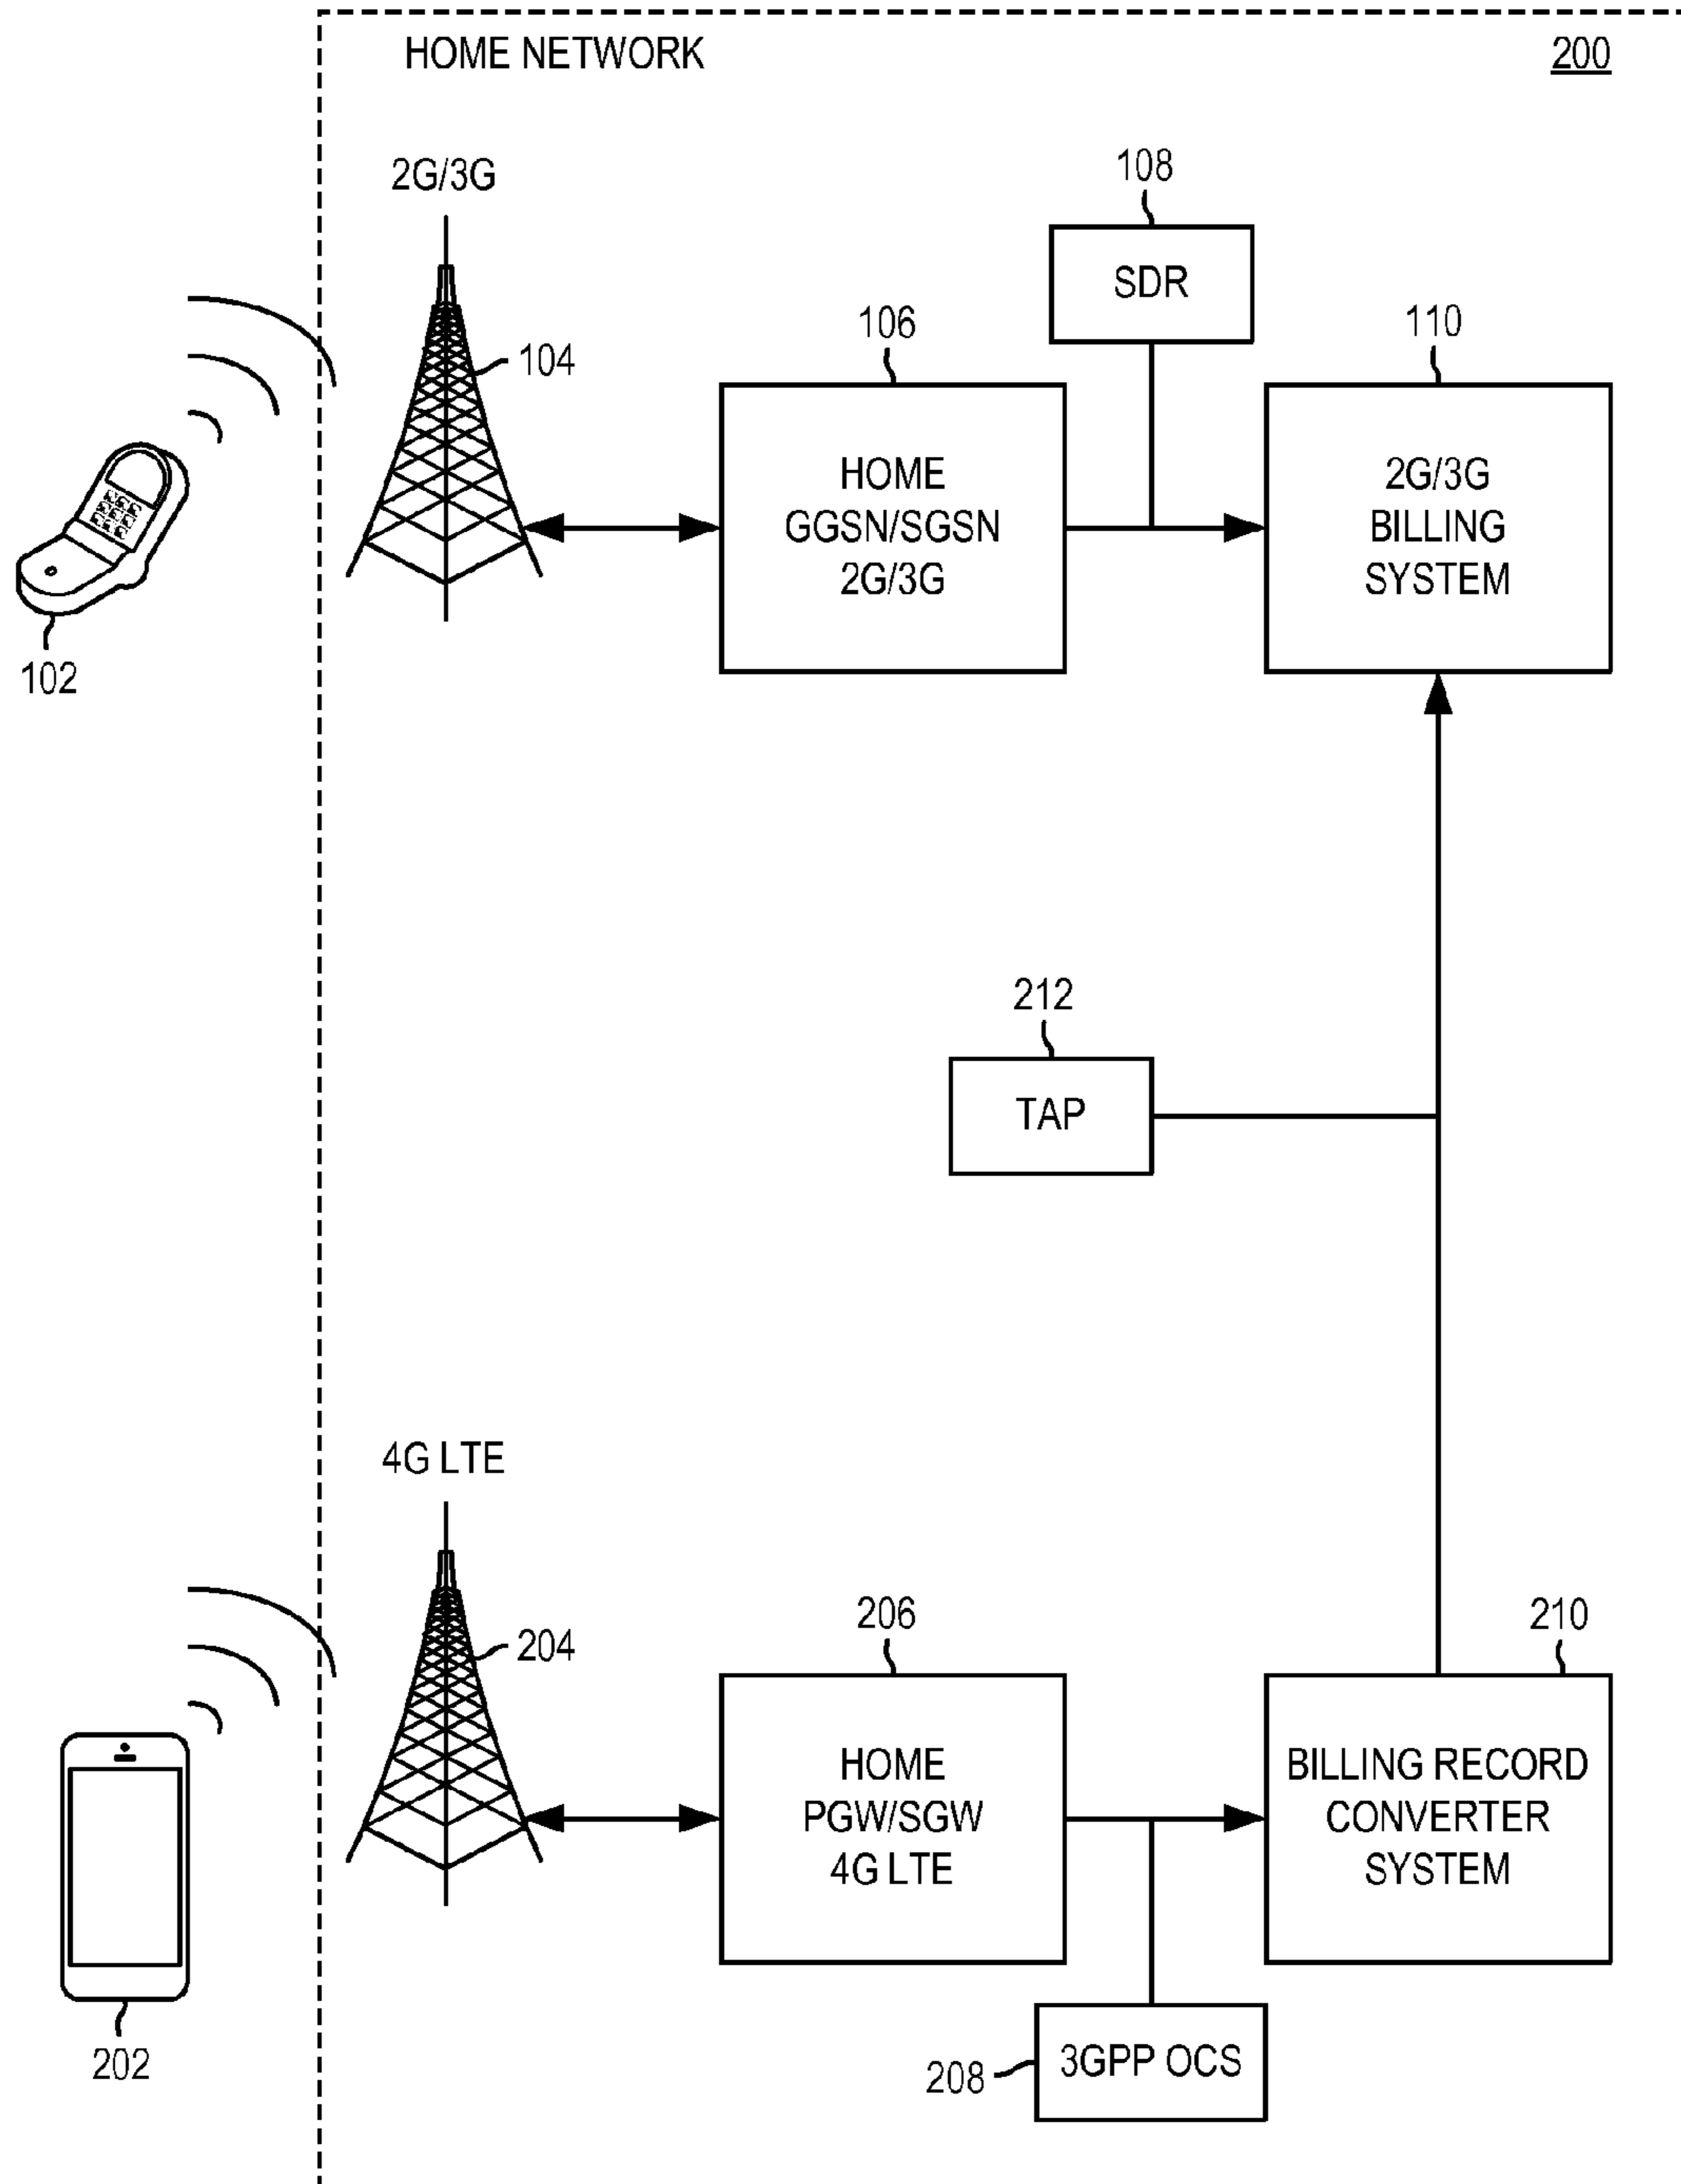 HOME NETWORK
200
2G/3G
108
SDR
104
106
110
HOME
GGSN/SGSN
2G/3G
2G/3G
BILLING
SYSTEM
102
212
TAP
4G LTE
204
206
210
HOME
PGW/SGW
4G LTE
BILLING RECORD
CONVERTER
SYSTEM
202
208
3GPP OCS